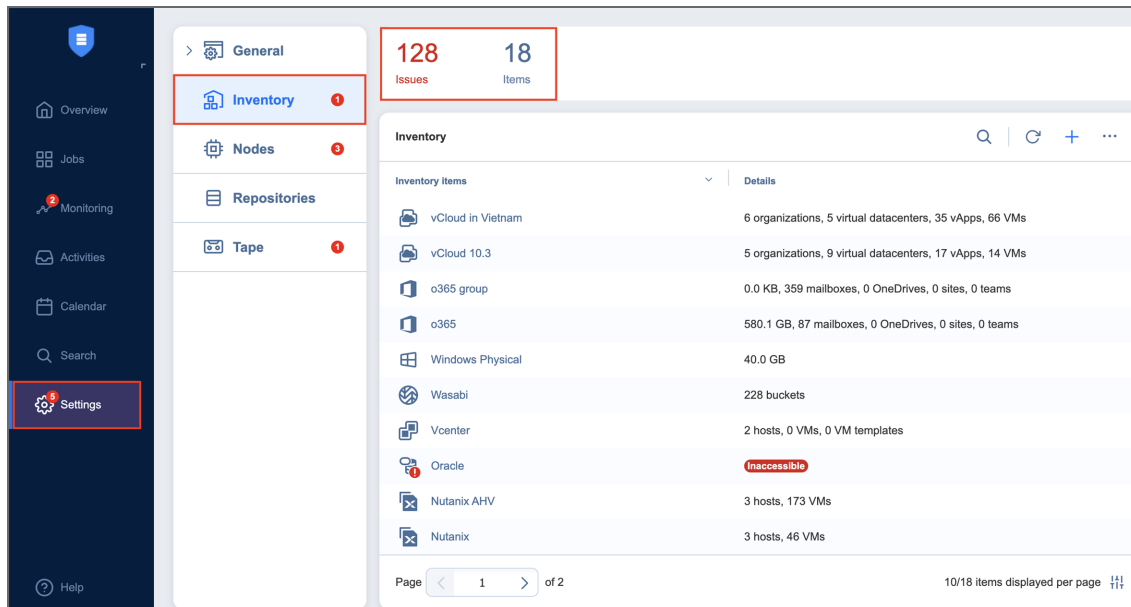 Overview
Jobs
2
Monitoring
Activities
Calendar
Search
5
Settings
Help
General
Inventory 1
Nodes 3
Repositories
Tape 1
128 18
Issues Items
Inventory
Inventory items Details
vCloud in Vietnam 6 organizations, 5 virtual datacenters, 35 vApps, 66 VMs
vCloud 10.3 5 organizations, 9 virtual datacenters, 17 vApps, 14 VMs
o365 group 0.0 KB, 359 mailboxes, 0 OneDrives, 0 sites, 0 teams
o365 580.1 GB, 87 mailboxes, 0 OneDrives, 0 sites, 0 teams
Windows Physical 40.0 GB
Wasabi 228 buckets
Vcenter 2 hosts, 0 VMs, 0 VM templates
Oracle Inaccessible
Nutanix AHV 3 hosts, 173 VMs
Nutanix 3 hosts, 46 VMs
Page 1 of 2 10/18 items displayed per page